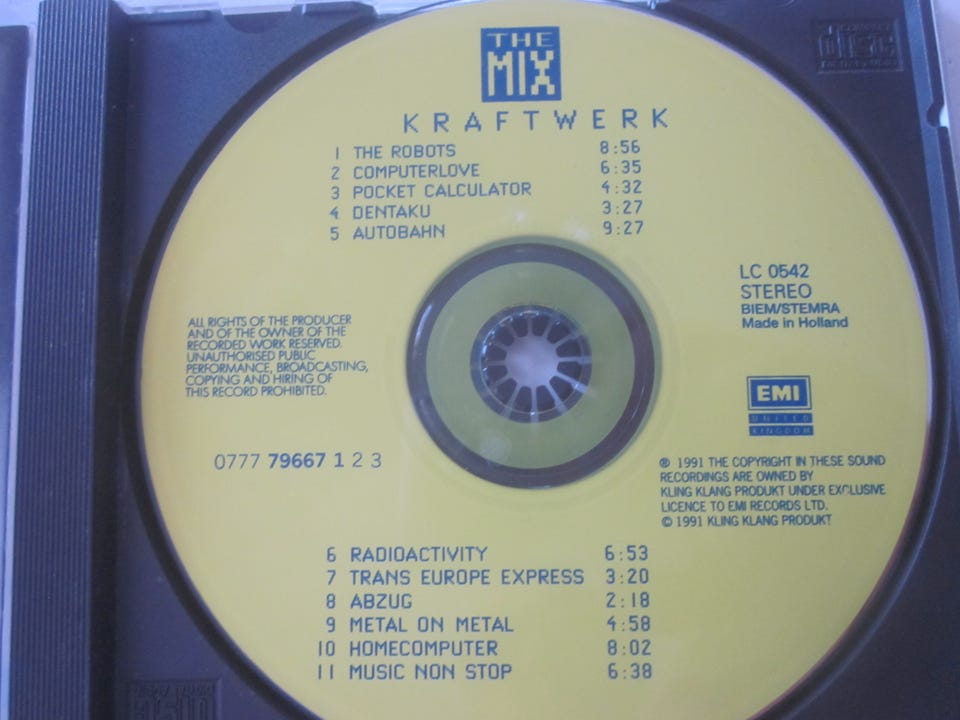 THE
MIX
KRAFTWERK
1 THE ROBOTS 8:56
2 COMPUTERLOVE 6:35
3 POCKET CALCULATOR 4:32
4 DENTAKU 3:27
5 AUTOBAHN 9:27
COMPACT
disc
DIGITAL AUDIO
LC 0542
STEREO
BIEM/STEMRA
Made in Holland
ALL RIGHTS OF THE PRODUCER
AND OF THE OWNER OF THE
RECORDED WORK RESERVED.
UNAUTHORISED PUBLIC
PERFORMANCE, BROADCASTING,
COPYING AND HIRING OF
THIS RECORD PROHIBITED.
EMI
UNITED
KINGDOM
0777 79667 1 2 3
℗ 1991 THE COPYRIGHT IN THESE SOUND
RECORDINGS ARE OWNED BY
KLING KLANG PRODUKT UNDER EXCLUSIVE
LICENCE TO EMI RECORDS LTD.
© 1991 KLING KLANG PRODUKT
6 RADIOACTIVITY 6:53
7 TRANS EUROPE EXPRESS 3:20
8 ABZUG 2:18
9 METAL ON METAL 4:58
10 HOMECOMPUTER 8:02
11 MUSIC NON STOP 6:38